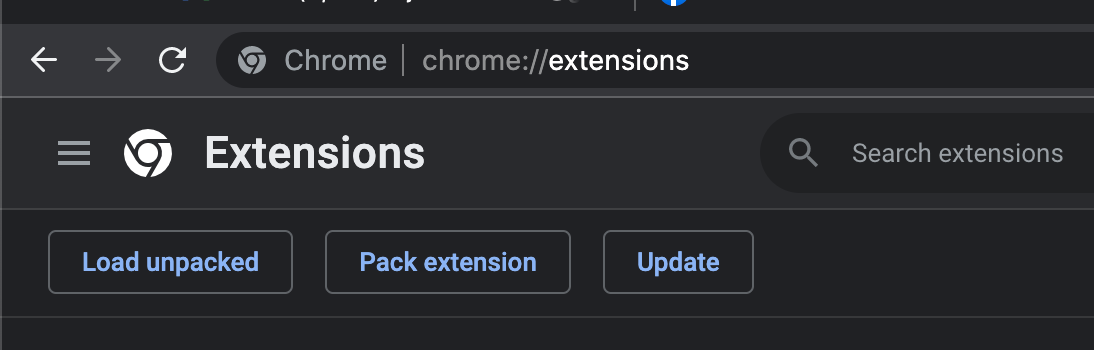 Chrome | chrome://extensions
Extensions
Search extensions
Load unpacked
Pack extension
Update